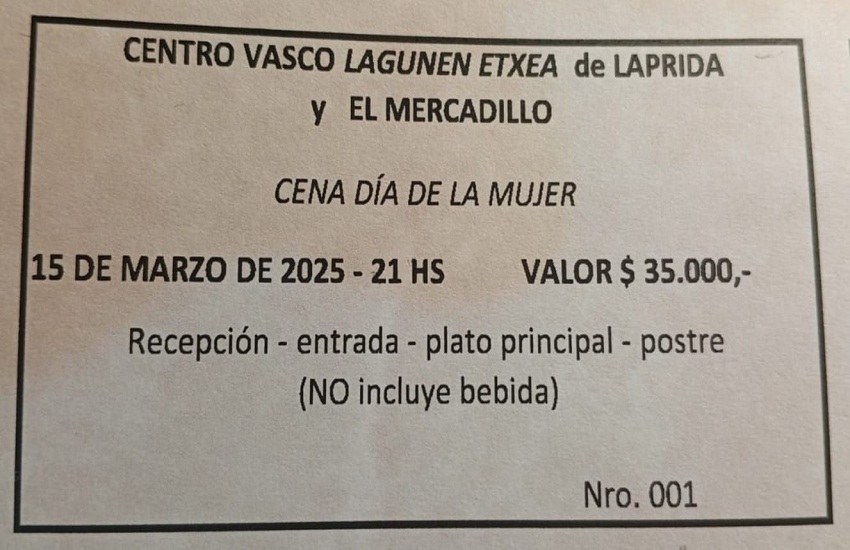 CENTRO VASCO LAGUNEN ETXEA de LAPRIDA
y EL MERCADILLO
CENA DÍA DE LA MUJER
15 DE MARZO DE 2025 - 21 HS VALOR $ 35.000,-
Recepción - entrada - plato principal - postre
(NO incluye bebida)
Nro. 001